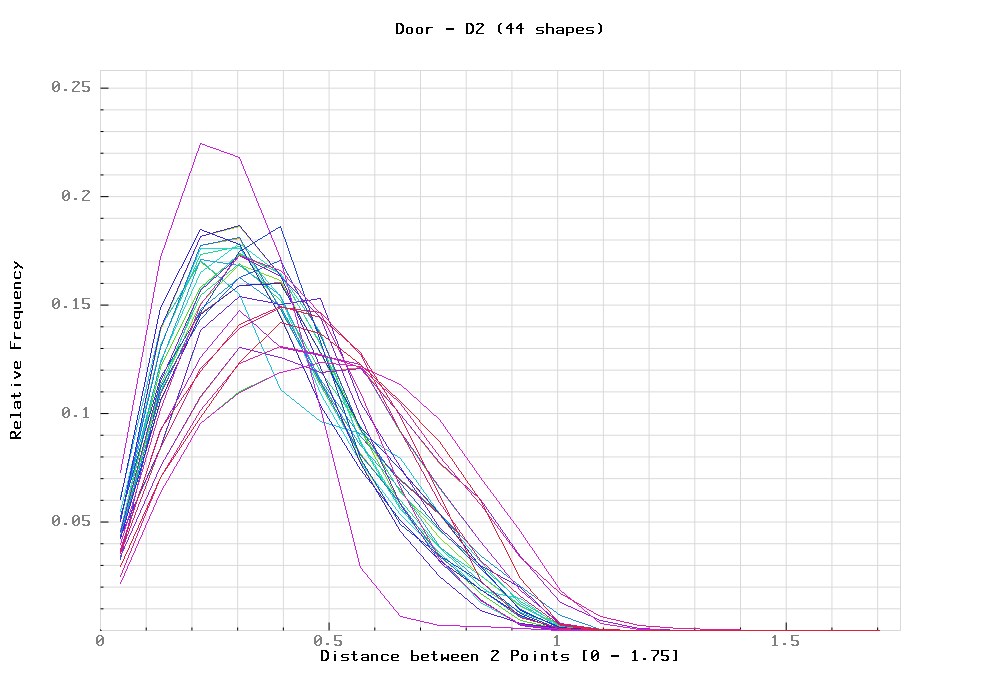 Door - D2 (44 shapes)
0.25
0.2
0.15
0.1
0.05
Relative Frequency
0 0.5 1 1.5
Distance between 2 Points [0 - 1.75]